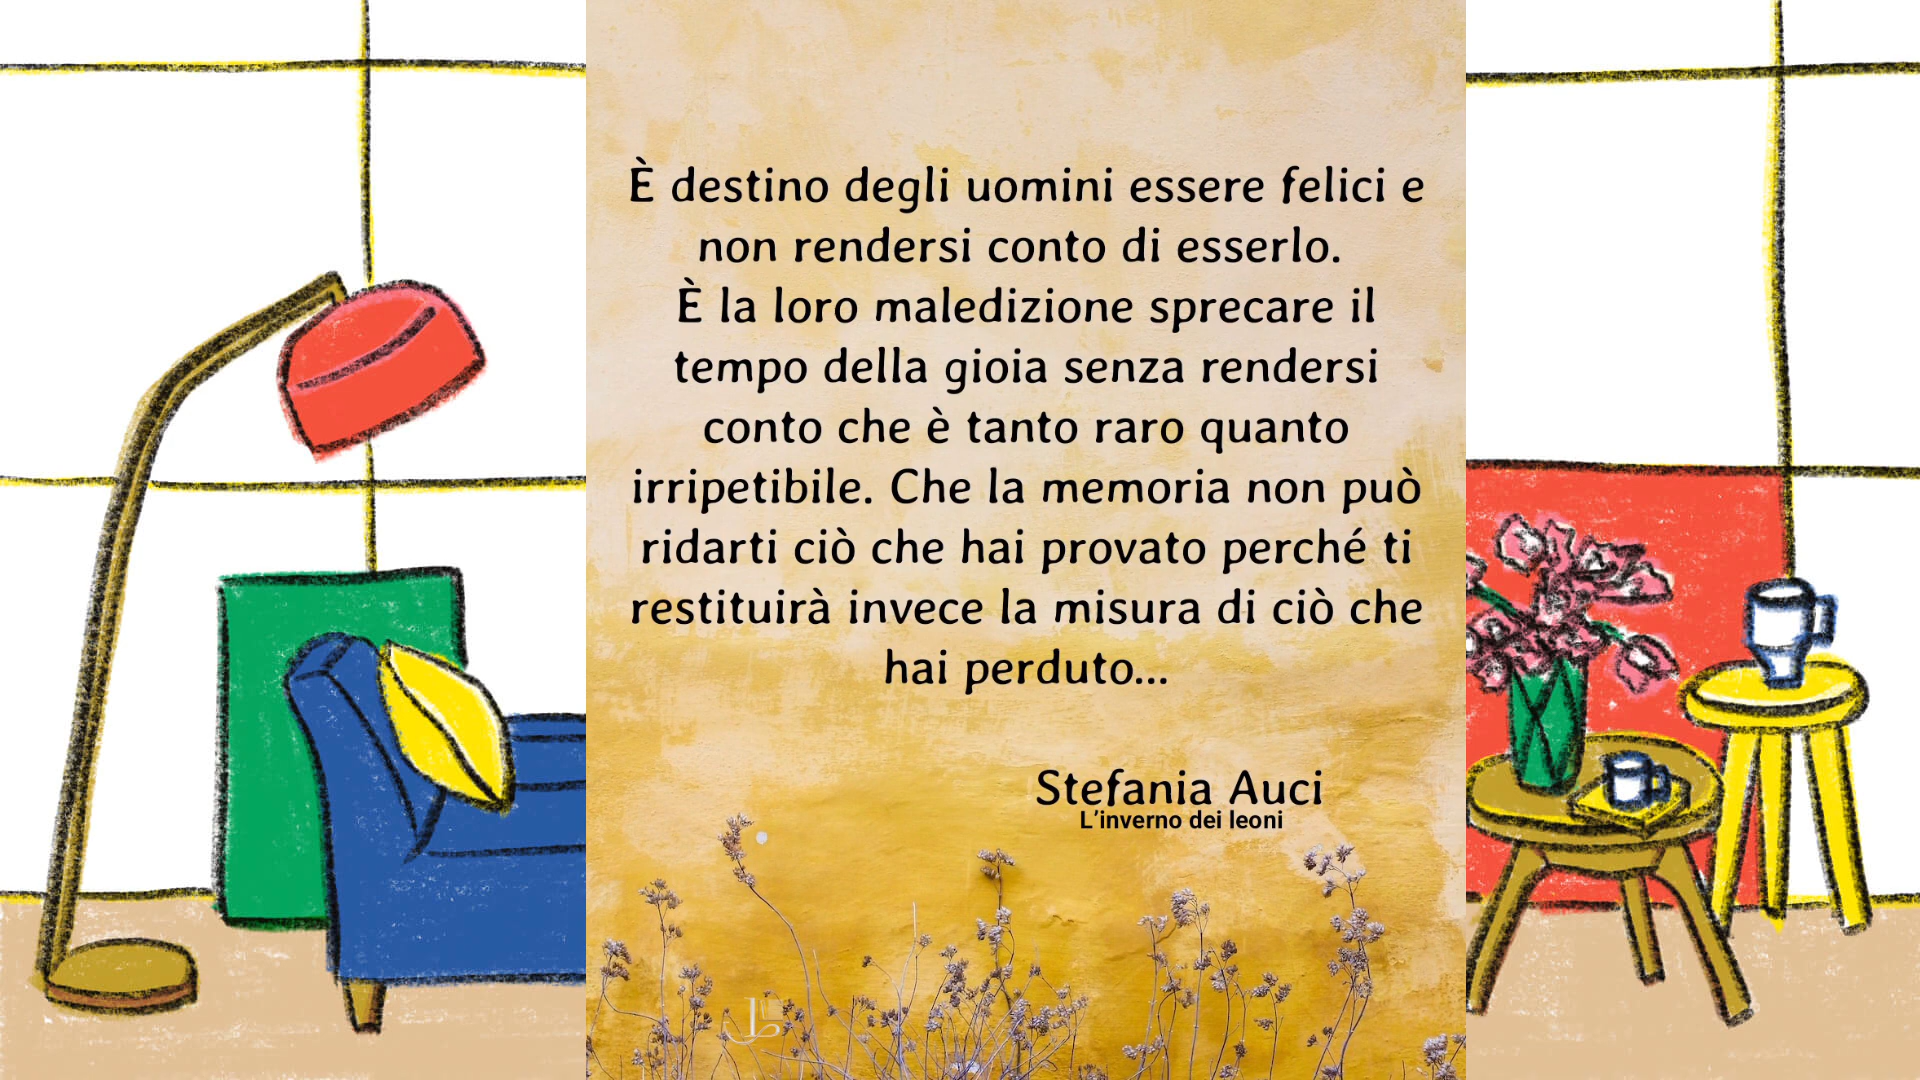 È destino degli uomini essere felici e
non rendersi conto di esserlo.
È la loro maledizione sprecare il
tempo della gioia senza rendersi
conto che è tanto raro quanto
irripetibile. Che la memoria non può
ridarti ciò che hai provato perché ti
restituirà invece la misura di ciò che
hai perduto...
Stefania Auci
L'inverno dei leoni